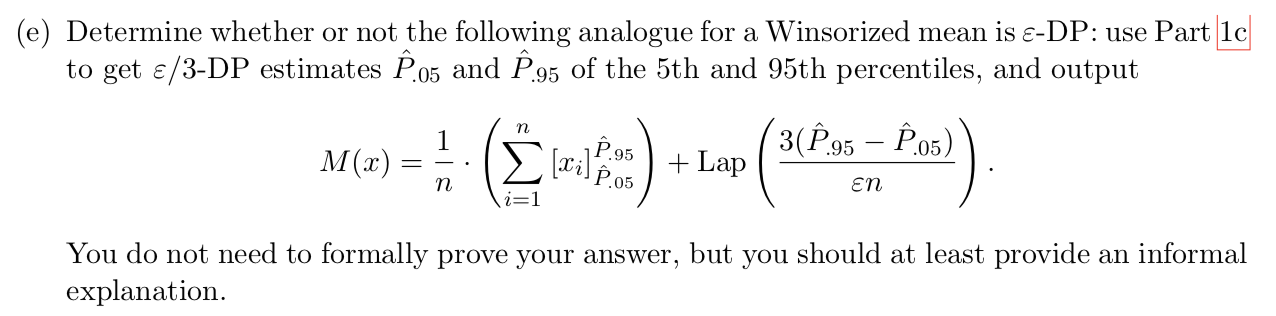 (e) Determine whether or not the following analogue for a Winsorized mean is ε-DP: use Part 1c
to get ε/3-DP estimates P̂.05 and P̂.95 of the 5th and 95th percentiles, and output
M(x) = 1/n · (∑_{i=1}^{n} [x_i]_{P̂.05}^{P̂.95}) + Lap(3(P̂.95 − P̂.05)/εn).
You do not need to formally prove your answer, but you should at least provide an informal
explanation.